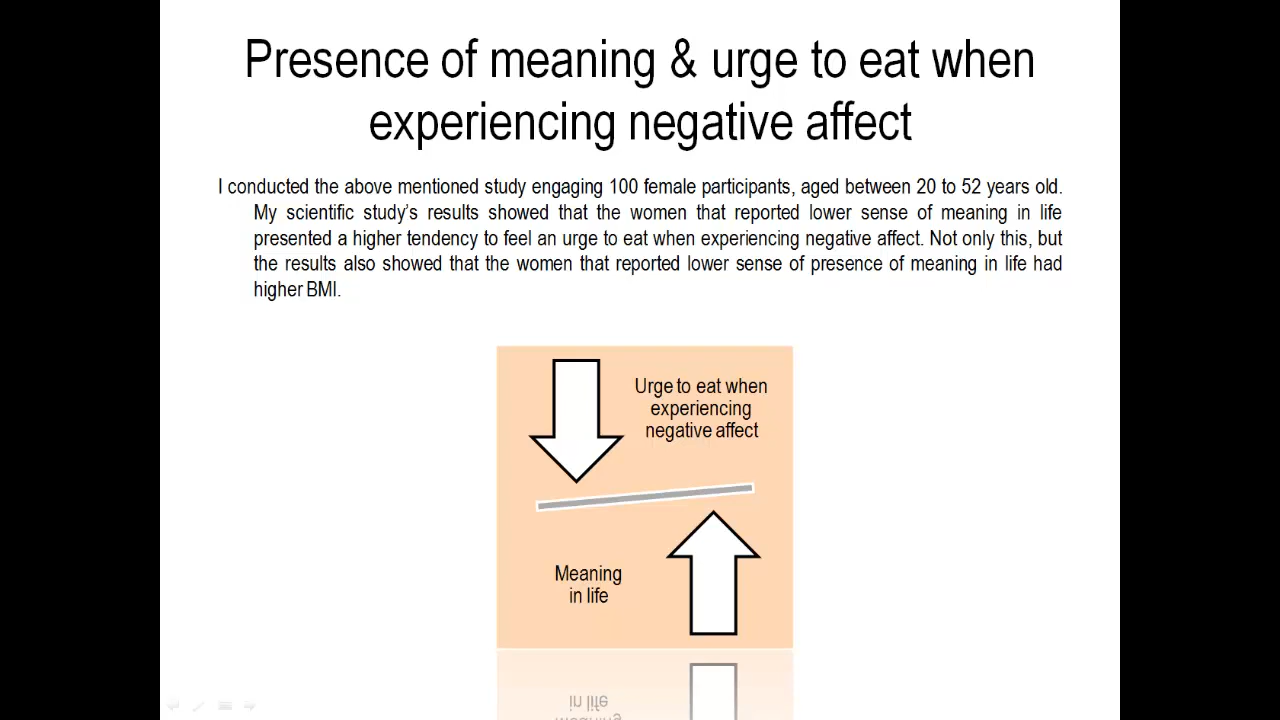 Presence of meaning & urge to eat when
experiencing negative affect
I conducted the above mentioned study engaging 100 female participants, aged between 20 to 52 years old.
My scientific study's results showed that the women that reported lower sense of meaning in life
presented a higher tendency to feel an urge to eat when experiencing negative affect. Not only this, but
the results also showed that the women that reported lower sense of presence of meaning in life had
higher BMI.
Urge to eat when
experiencing
negative affect
Meaning
in life
in life
Meaning